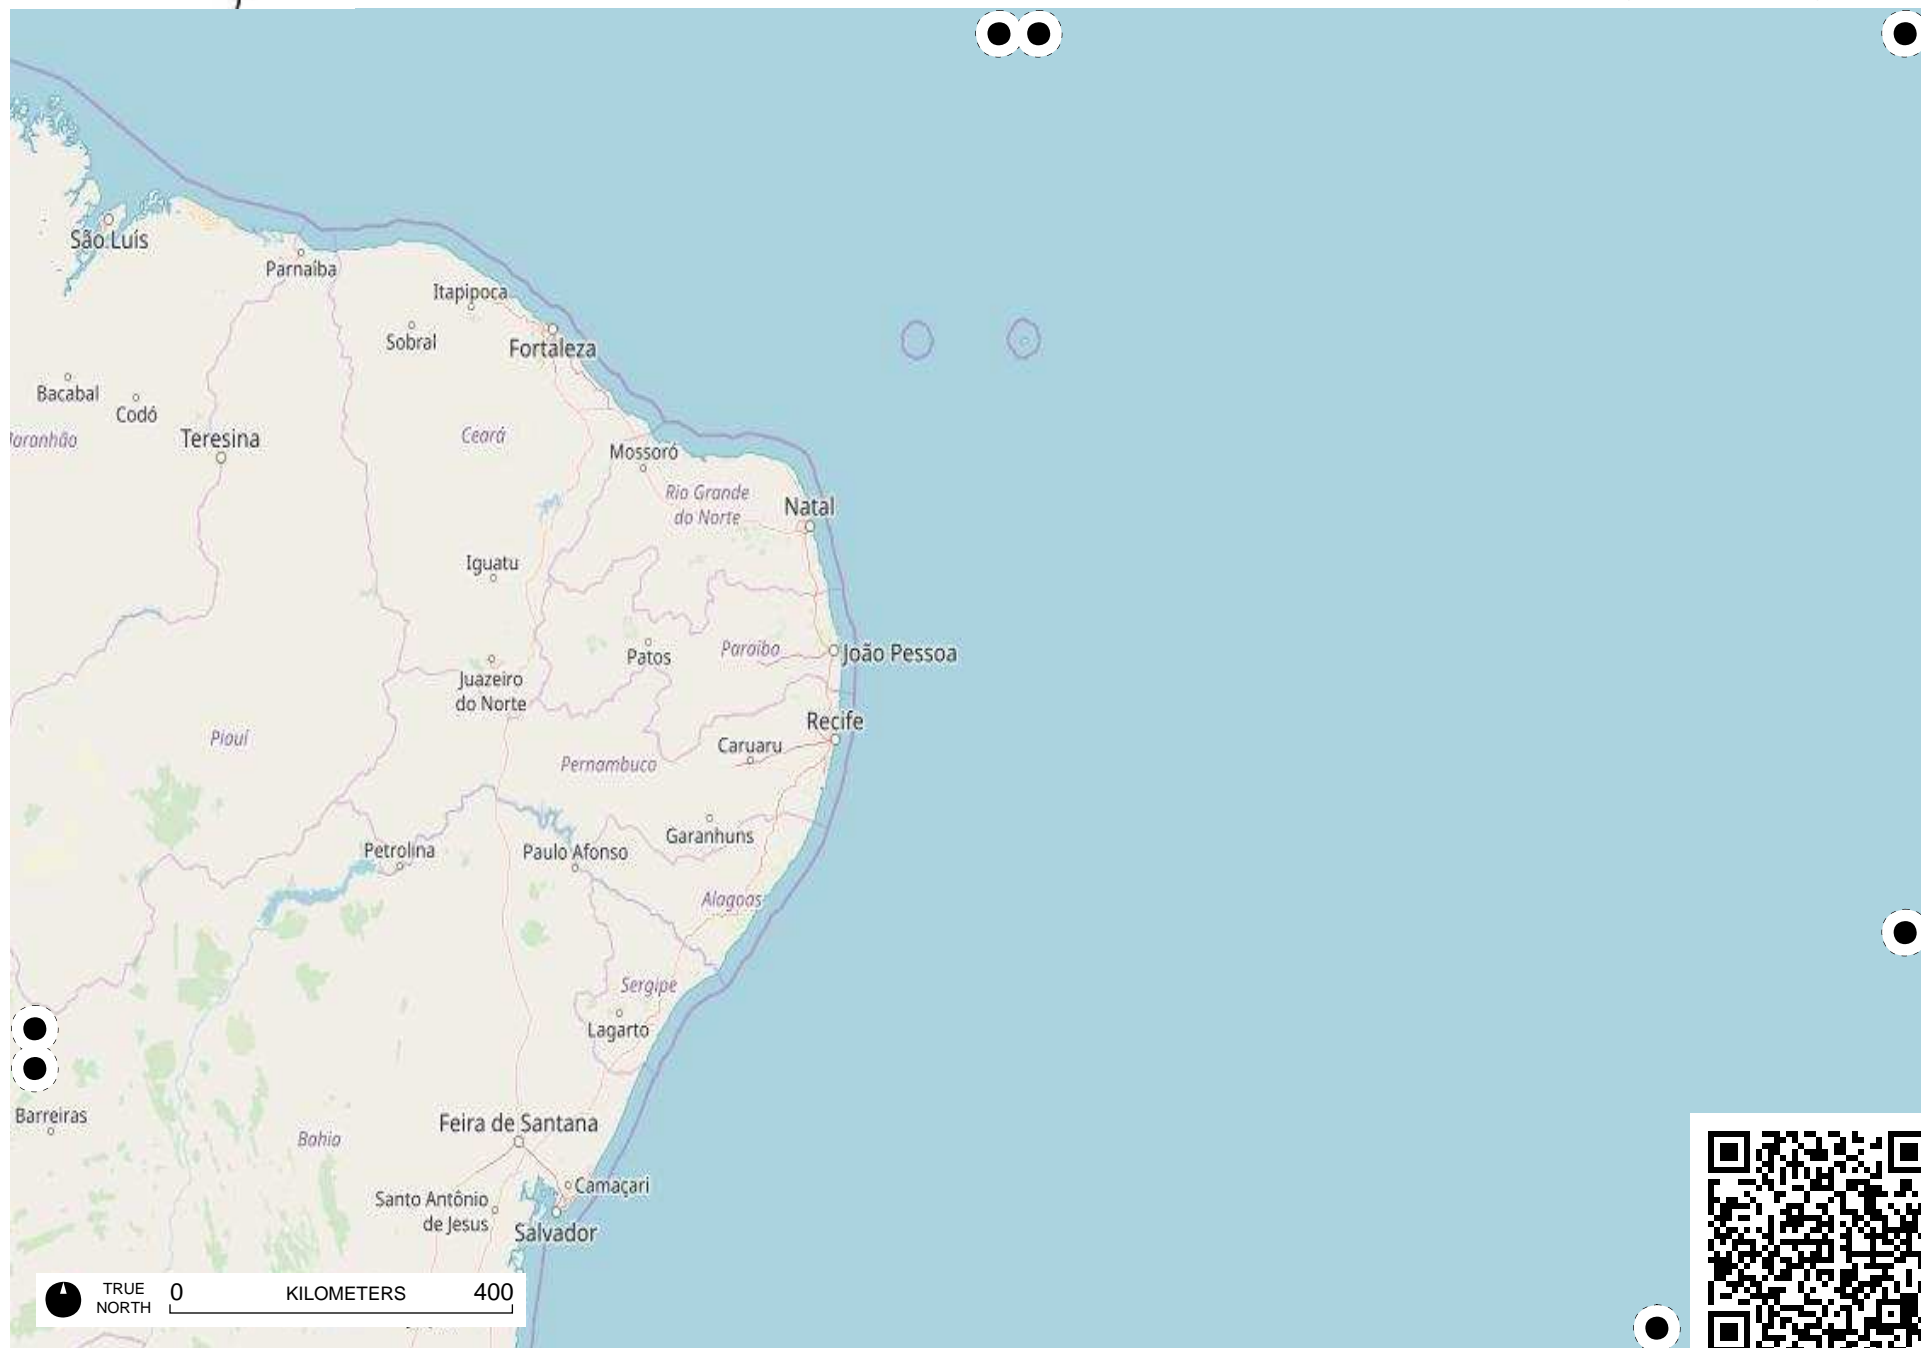 São Luís
Parnaíba
Itapipoca
Sobral
Fortaleza
Bacabal
Codó
Teresina
Ceará
Mossoró
Rio Grande
do Norte
Natal
Iguatu
Patos
Paraíba
João Pessoa
Juazeiro
do Norte
Recife
Piauí
Caruaru
Pernambuco
Garanhuns
Petrolina
Paulo Afonso
Alagoas
Sergipe
Lagarto
Barreiras
Feira de Santana
Bahia
Camaçari
Santo Antônio
de Jesus
Salvador
TRUE
NORTH
0 KILOMETERS 400